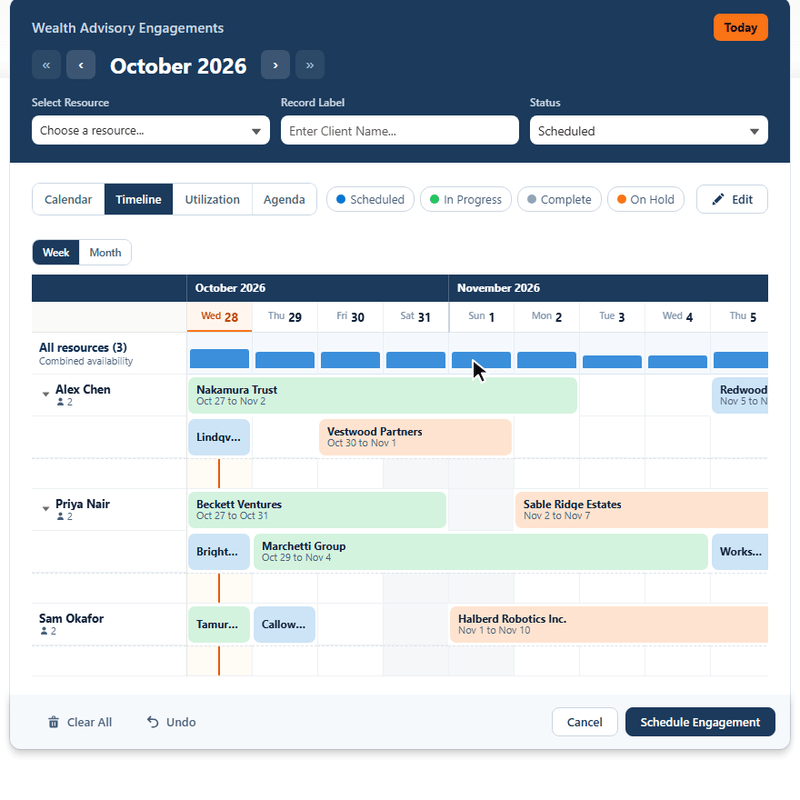 Wealth Advisory Engagements
Today
« ‹ October 2026 › »
Select Resource Record Label Status
Choose a resource... Enter Client Name... Scheduled
Calendar Timeline Utilization Agenda Scheduled In Progress Complete On Hold Edit
Week Month
October 2026 November 2026
Wed 28 Thu 29 Fri 30 Sat 31 Sun 1 Mon 2 Tue 3 Wed 4 Thu 5
All resources (3)
Combined availability
Alex Chen
2
Nakamura Trust
Oct 27 to Nov 2
Redwood
Nov 5 to N
Lindqv...
Vestwood Partners
Oct 30 to Nov 1
Priya Nair
2
Beckett Ventures
Oct 27 to Oct 31
Sable Ridge Estates
Nov 2 to Nov 7
Bright...
Marchetti Group
Oct 29 to Nov 4
Works...
Sam Okafor
2
Tamur...
Callow...
Halberd Robotics Inc.
Nov 1 to Nov 10
Clear All Undo Cancel Schedule Engagement